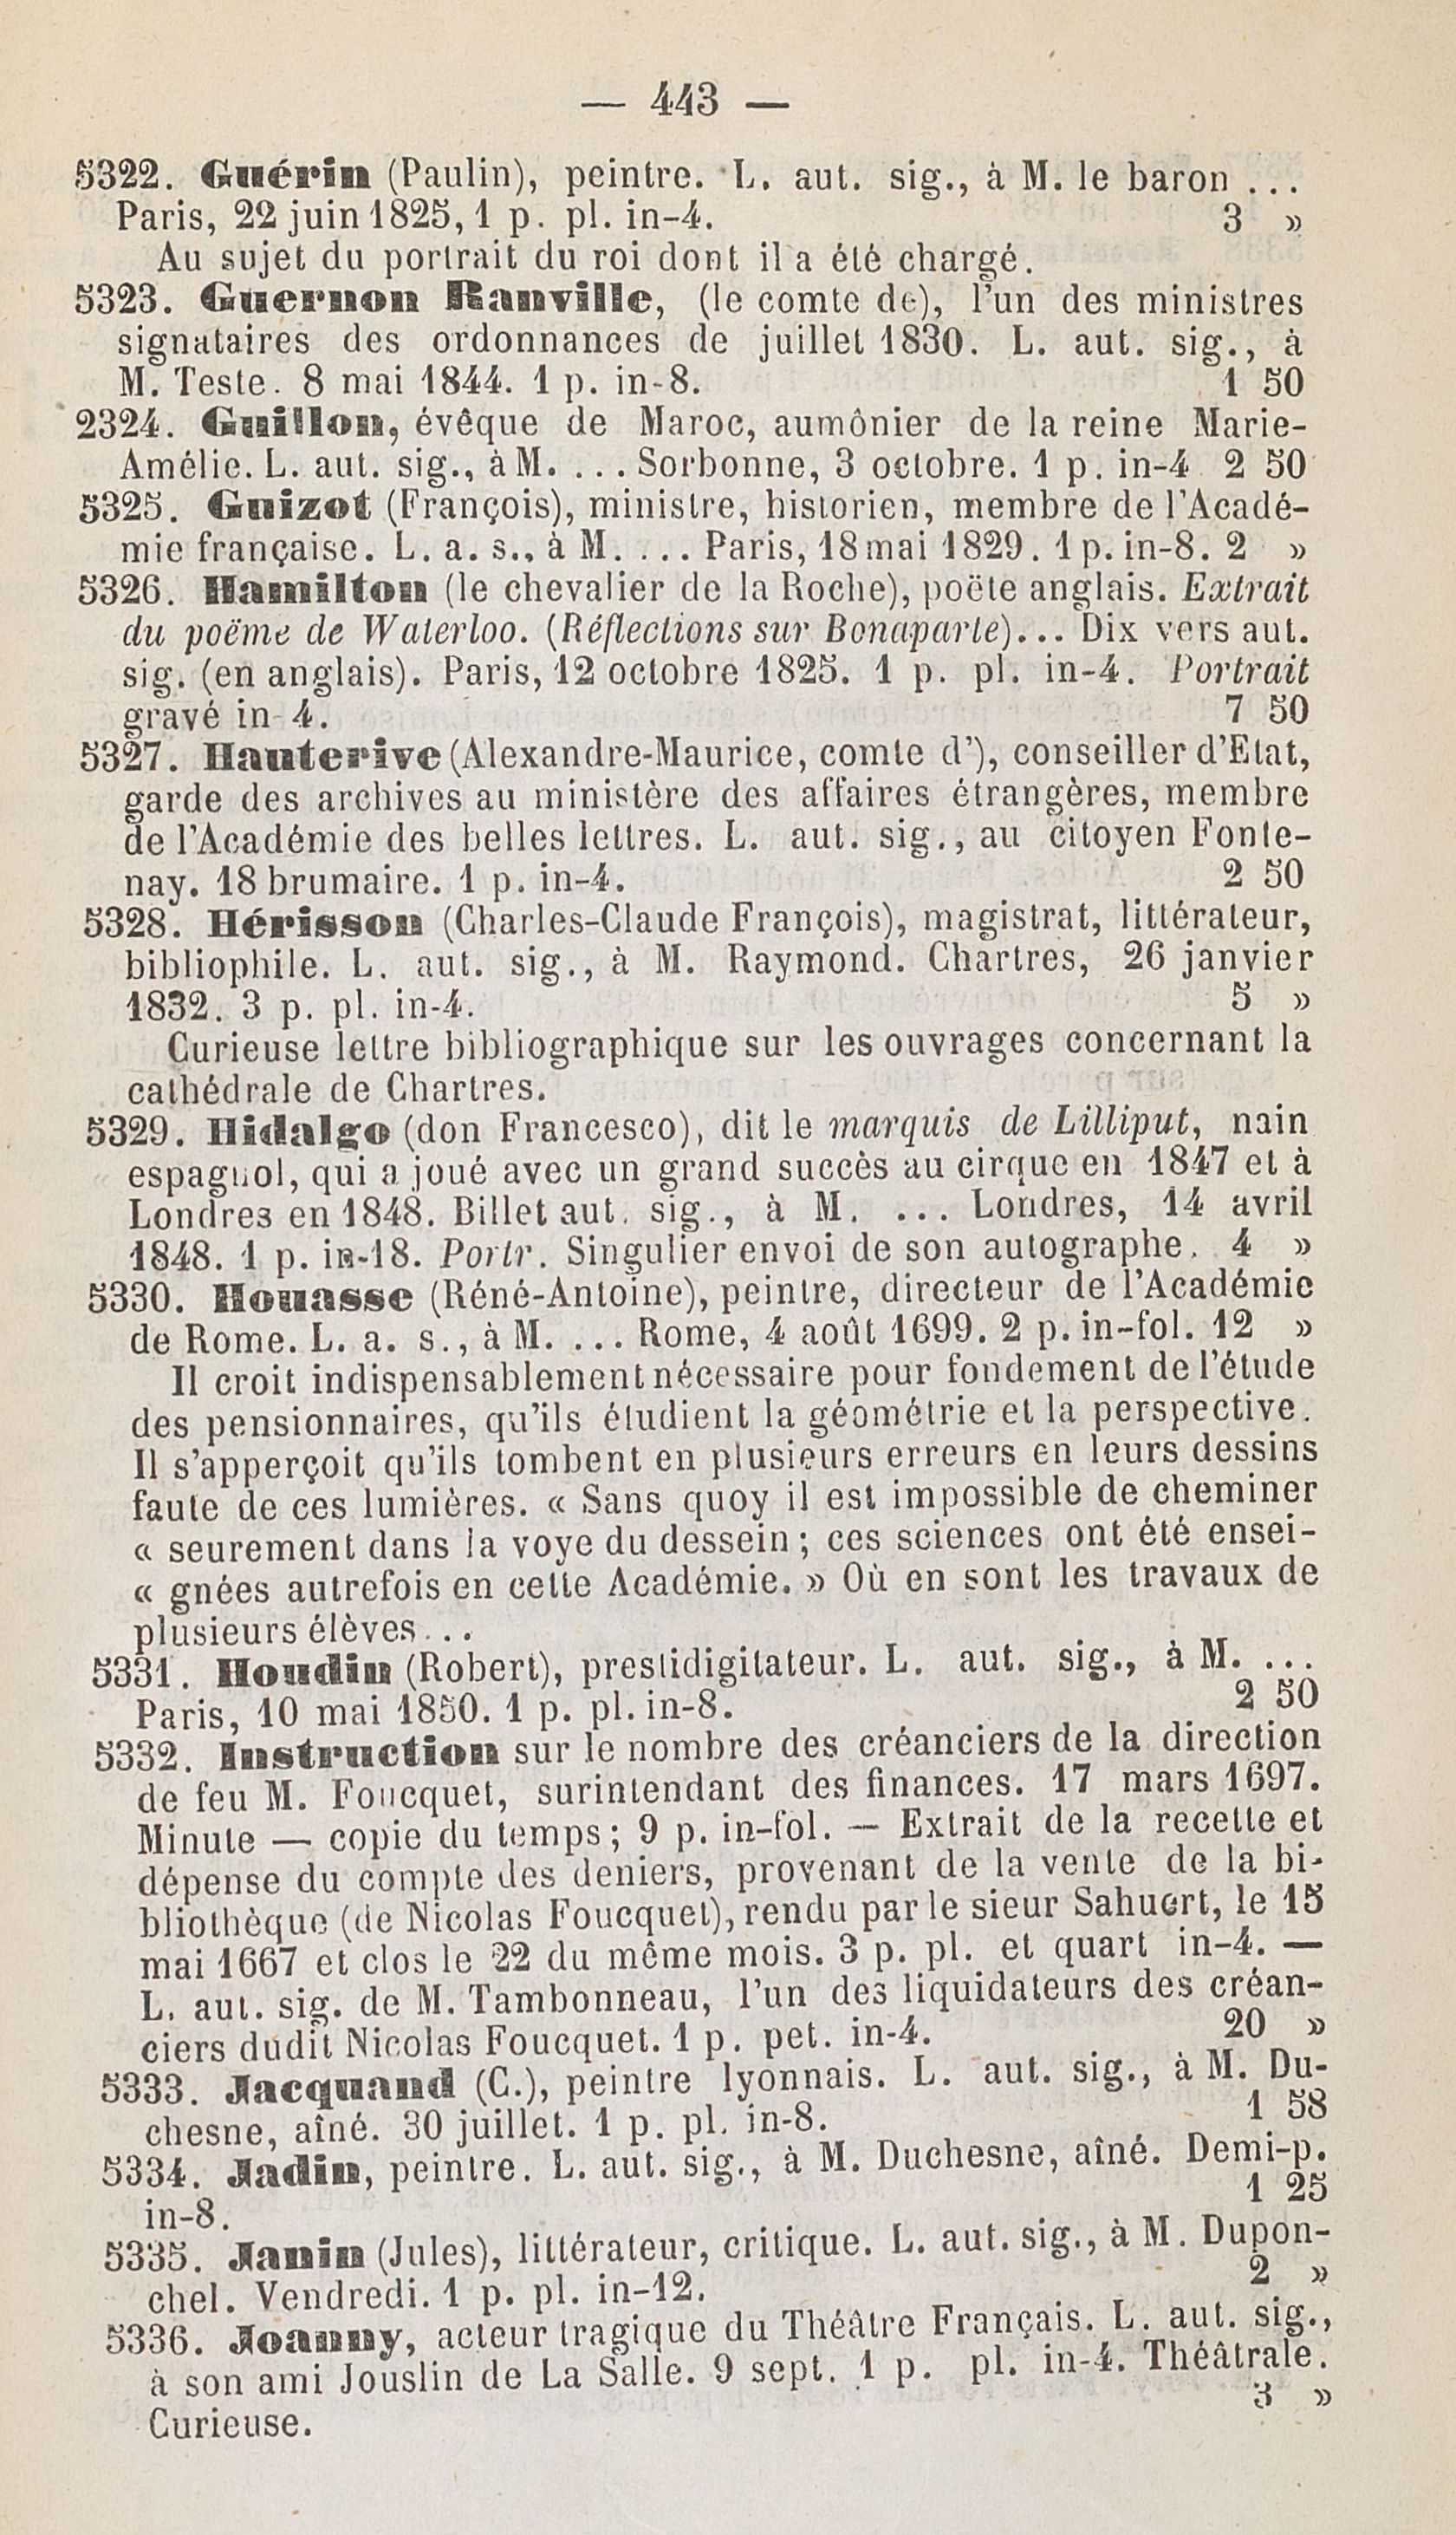 — 443 —
5322. Guérin (Paulin), peintre. L. aut. sig., à M. le baron ...
Paris, 22 juin 1825, 1 p. pl. in-4. 3 »
Au sujet du portrait du roi dont il a été chargé.
5323. Guernon Ranville, (le comte de), l'un des ministres
signataires des ordonnances de juillet 1830. L. aut. sig., à
M. Teste. 8 mai 1844. 1 p. in-8. 1 50
2324. Guillon, évêque de Maroc, aumônier de la reine Marie-
Amélie. L. aut. sig., à M. ... Sorbonne, 3 octobre. 1 p. in-4 2 50
5325. Guizot (François), ministre, historien, membre de l'Acadé-
mie française. L. a. s., à M. ... Paris, 18 mai 1829. 1 p. in-8. 2 »
5326. Hamilton (le chevalier de la Roche), poëte anglais. Extrait
du poëme de Waterloo. (Réflections sur Bonaparte)... Dix vers aut.
sig. (en anglais). Paris, 12 octobre 1825. 1 p. pl. in-4. Portrait
gravé in-4. 7 50
5327. Hauterive (Alexandre-Maurice, comte d'), conseiller d'Etat,
garde des archives au ministère des affaires étrangères, membre
de l'Académie des belles lettres. L. aut. sig., au citoyen Fonte-
nay. 18 brumaire. 1 p. in-4. 2 50
5328. Hérisson (Charles-Claude François), magistrat, littérateur,
bibliophile. L. aut. sig., à M. Raymond. Chartres, 26 janvier
1832. 3 p. pl. in-4. 5 »
Curieuse lettre bibliographique sur les ouvrages concernant la
cathédrale de Chartres.
5329. Hidalgo (don Francesco), dit le marquis de Lilliput, nain
espagnol, qui a joué avec un grand succès au cirque en 1847 et à
Londres en 1848. Billet aut. sig., à M. ... Londres, 14 avril
1848. 1 p. in-18. Portr. Singulier envoi de son autographe. 4 »
5330. Houasse (Réné-Antoine), peintre, directeur de l'Académie
de Rome. L. a. s., à M. ... Rome, 4 août 1699. 2 p. in-fol. 12 »
Il croit indispensablement nécessaire pour fondement de l'étude
des pensionnaires, qu'ils étudient la géométrie et la perspective.
Il s'apperçoit qu'ils tombent en plusieurs erreurs en leurs dessins
faute de ces lumières. « Sans quoy il est impossible de cheminer
« seurement dans la voye du dessein ; ces sciences ont été ensei-
« gnées autrefois en cette Académie. » Où en sont les travaux de
plusieurs élèves...
5331. Houdin (Robert), prestidigitateur. L. aut. sig., à M. ...
Paris, 10 mai 1850. 1 p. pl. in-8. 2 50
5332. Instruction sur le nombre des créanciers de la direction
de feu M. Foucquet, surintendant des finances. 17 mars 1697.
Minute — copie du temps ; 9 p. in-fol. — Extrait de la recette et
dépense du compte des deniers, provenant de la vente de la bi-
bliothèque (de Nicolas Foucquet), rendu par le sieur Sahuert, le 15
mai 1667 et clos le 22 du même mois. 3 p. pl. et quart in-4. —
L. aut. sig. de M. Tambonneau, l'un des liquidateurs des créan-
ciers dudit Nicolas Foucquet. 1 p. pet. in-4. 20 »
5333. Jacquand (C.), peintre lyonnais. L. aut. sig., à M. Du-
chesne, aîné. 30 juillet. 1 p. pl. in-8. 1 58
5334. Jadin, peintre. L. aut. sig., à M. Duchesne, aîné. Demi-p.
in-8. 1 25
5335. Janin (Jules), littérateur, critique. L. aut. sig., à M. Dupon-
chel. Vendredi. 1 p. pl. in-12. 2 »
5336. Joanny, acteur tragique du Théâtre Français. L. aut. sig.,
à son ami Jouslin de La Salle. 9 sept. 1 p. pl. in-4. Théâtrale.
Curieuse. 3 »